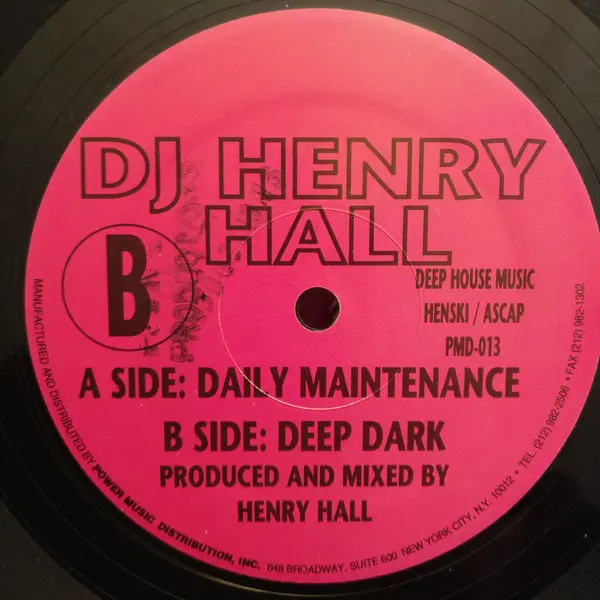 DJ HENRY
HALL
B
DEEP HOUSE MUSIC
HENSKI / ASCAP
PMD-013
A SIDE: DAILY MAINTENANCE
B SIDE: DEEP DARK
PRODUCED AND MIXED BY
HENRY HALL
MANUFACTURED AND DISTRIBUTED BY POWER MUSIC DISTRIBUTION, INC. 648 BROADWAY, SUITE 600 NEW YORK CITY, N.Y. 10012 • TEL. (212) 982-2506 • FAX (212) 982-1302